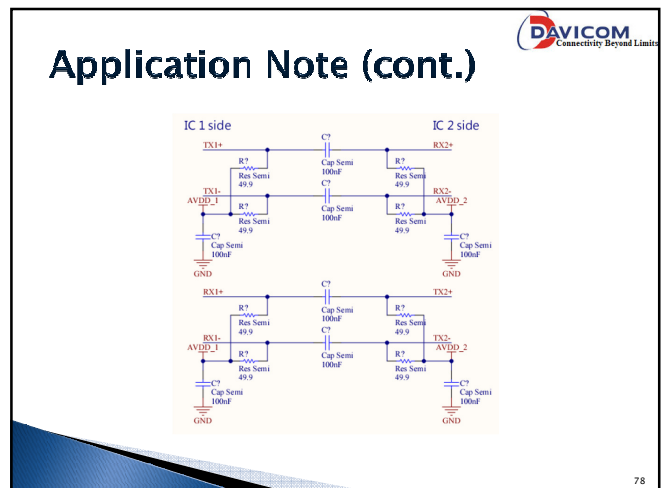 DAVICOM
Connectivity Beyond Limits
Application Note (cont.)
IC 1 side
IC 2 side
C?
TX1+
RX2+
R?
Cap Semi
R?
Res Semi
100nF
Res Semi
49.9
C?
49.9
TX1-
RX2-
AVDD_1
R?
Cap Semi
R?
AVDD_2
Res Semi
100nF
Res Semi
49.9
49.9
C?
C?
Cap Semi
Cap Semi
100nF
100nF
GND
GND
C?
RX1+
TX2+
R?
Cap Semi
R?
Res Semi
100nF
Res Semi
49.9
C?
49.9
RX1-
TX2-
AVDD_1
R?
Cap Semi
R?
AVDD_2
Res Semi
100nF
Res Semi
49.9
49.9
C?
C?
Cap Semi
Cap Semi
100nF
100nF
GND
GND
78